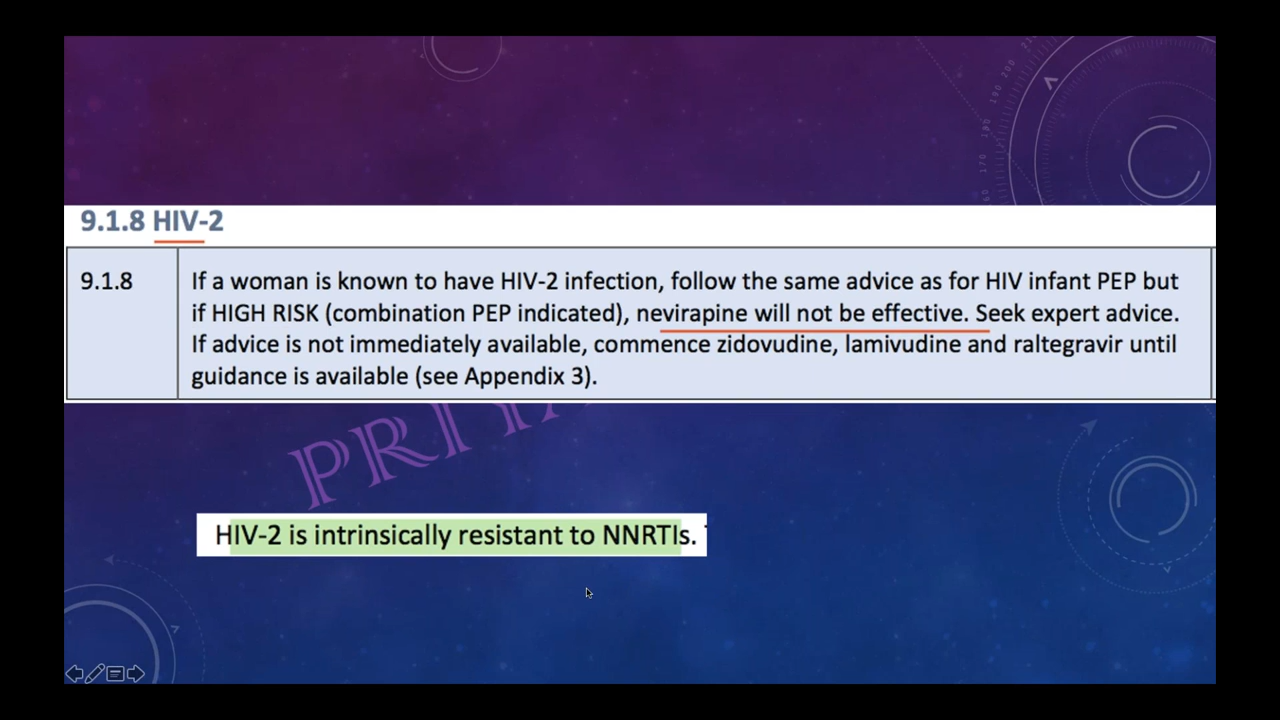 9.1.8 HIV-2
9.1.8
If a woman is known to have HIV-2 infection, follow the same advice as for HIV infant PEP but
if HIGH RISK (combination PEP indicated), nevirapine will not be effective. Seek expert advice.
If advice is not immediately available, commence zidovudine, lamivudine and raltegravir until
guidance is available (see Appendix 3).
HIV-2 is intrinsically resistant to NNRTIs.